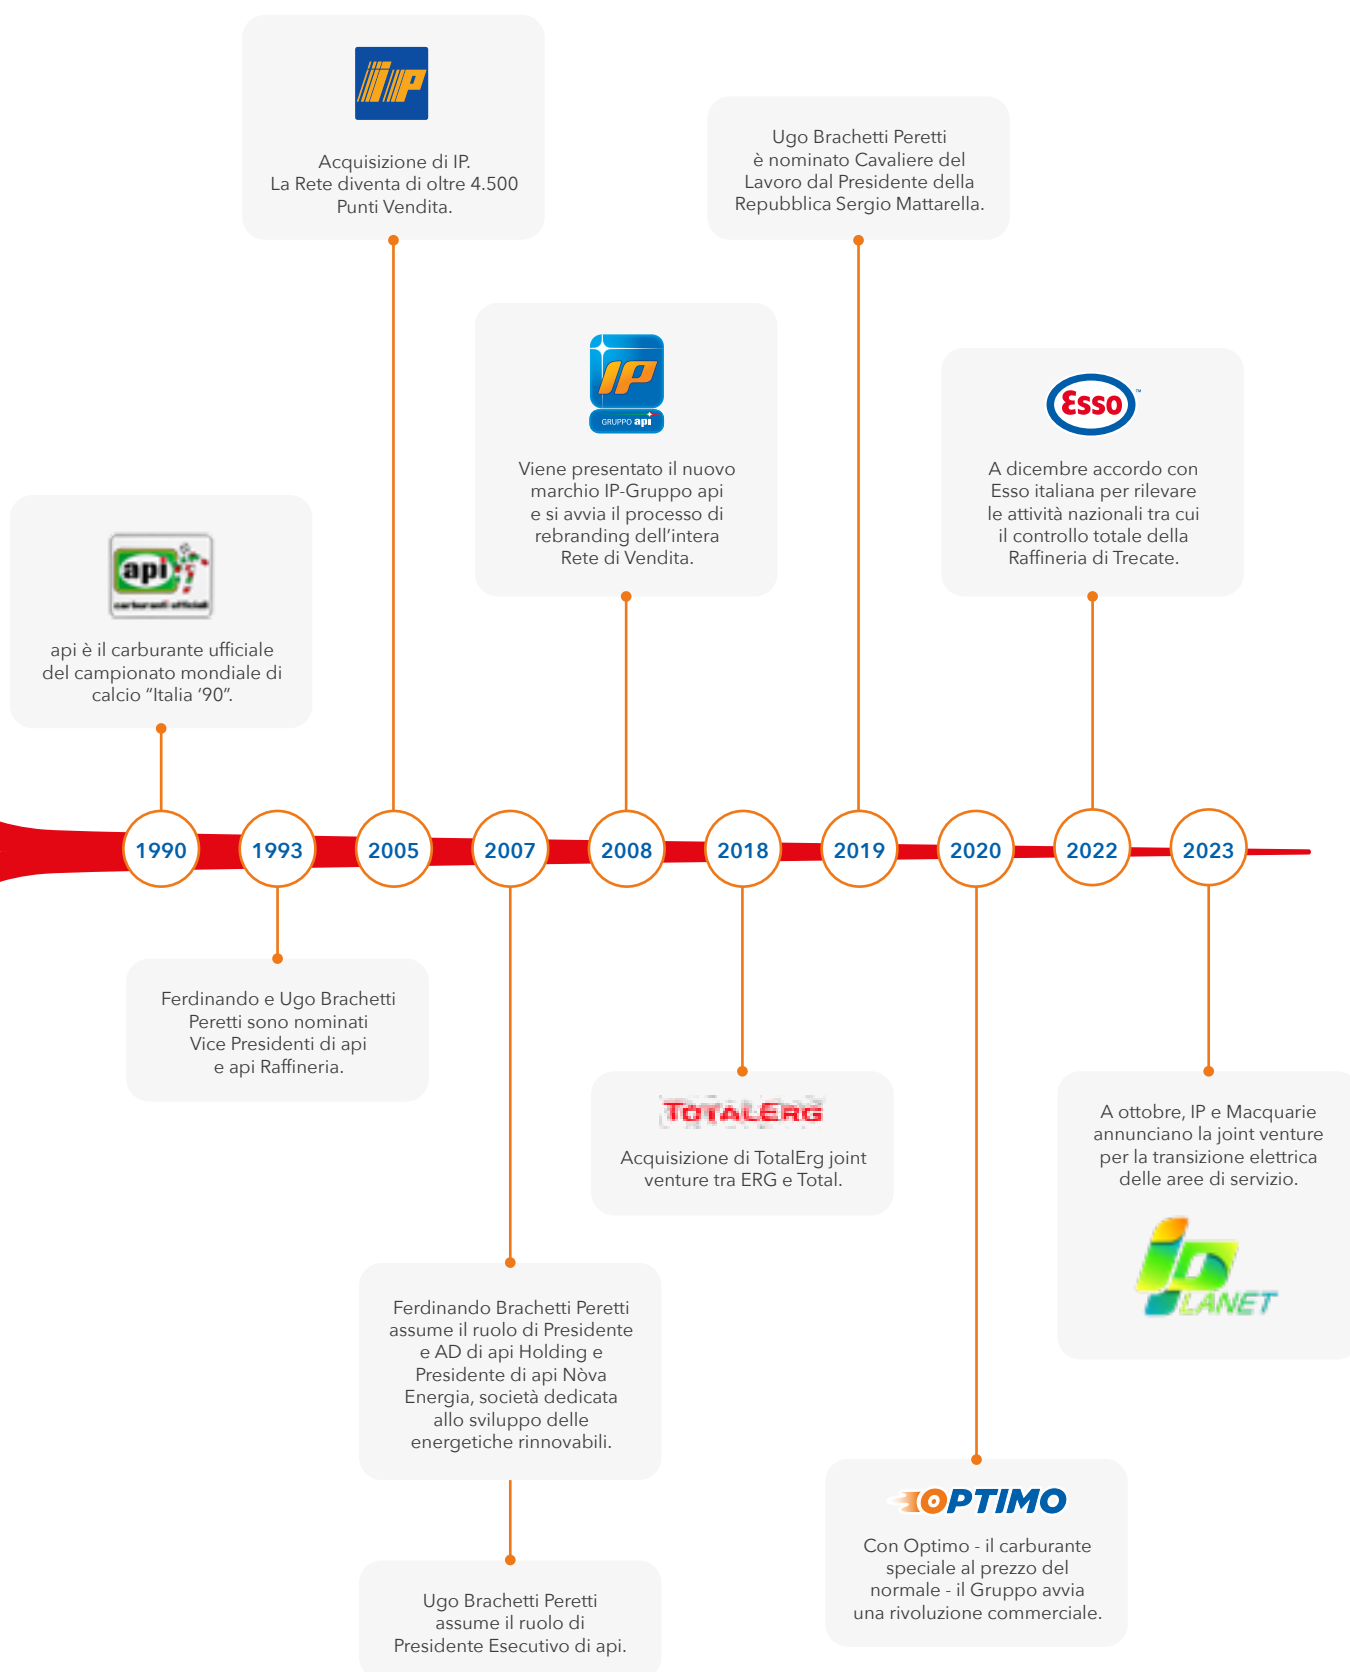 ip
Acquisizione di IP.
La Rete diventa di oltre 4.500
Punti Vendita.
Ugo Brachetti Peretti
è nominato Cavaliere del
Lavoro dal Presidente della
Repubblica Sergio Mattarella.
IP
GRUPPO api
Viene presentato il nuovo
marchio IP-Gruppo api
e si avvia il processo di
rebranding dell’intera
Rete di Vendita.
Esso
™
A dicembre accordo con
Esso italiana per rilevare
le attività nazionali tra cui
il controllo totale della
Raffineria di Trecate.
api
carburanti ufficiali
api è il carburante ufficiale
del campionato mondiale di
calcio “Italia ‘90”.
1990
1993
2005
2007
2008
2018
2019
2020
2022
2023
Ferdinando e Ugo Brachetti
Peretti sono nominati
Vice Presidenti di api
e api Raffineria.
TOTALERG
Acquisizione di TotalErg joint
venture tra ERG e Total.
A ottobre, IP e Macquarie
annunciano la joint venture
per la transizione elettrica
delle aree di servizio.
ip
LANET
Ferdinando Brachetti Peretti
assume il ruolo di Presidente
e AD di api Holding e
Presidente di api Nòva
Energia, società dedicata
allo sviluppo delle
energetiche rinnovabili.
OPTIMO
Con Optimo - il carburante
speciale al prezzo del
normale - il Gruppo avvia
una rivoluzione commerciale.
Ugo Brachetti Peretti
assume il ruolo di
Presidente Esecutivo di api.